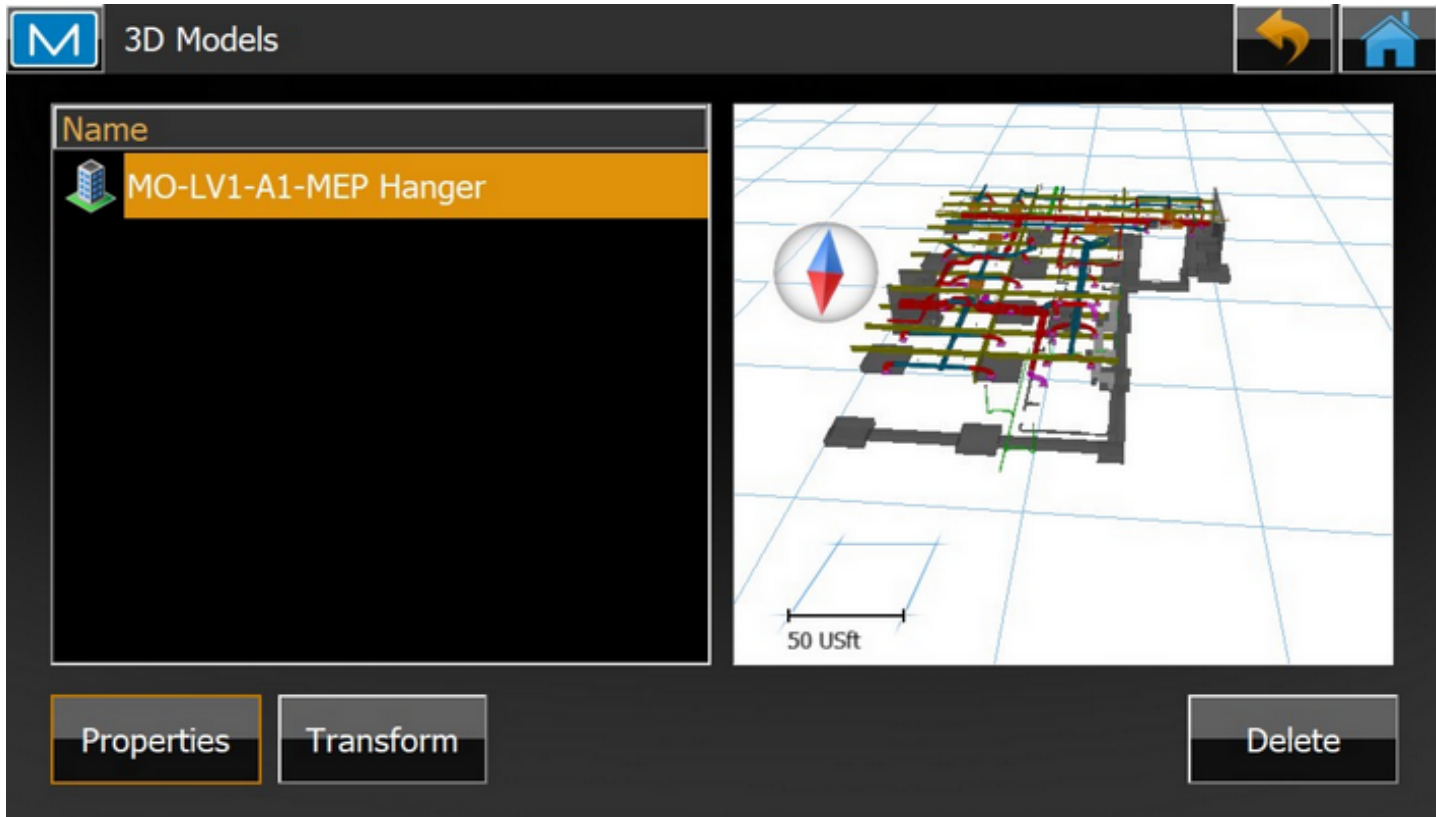 M 3D Models
Name
MO-LV1-A1-MEP Hanger
50 USft
Properties Transform Delete